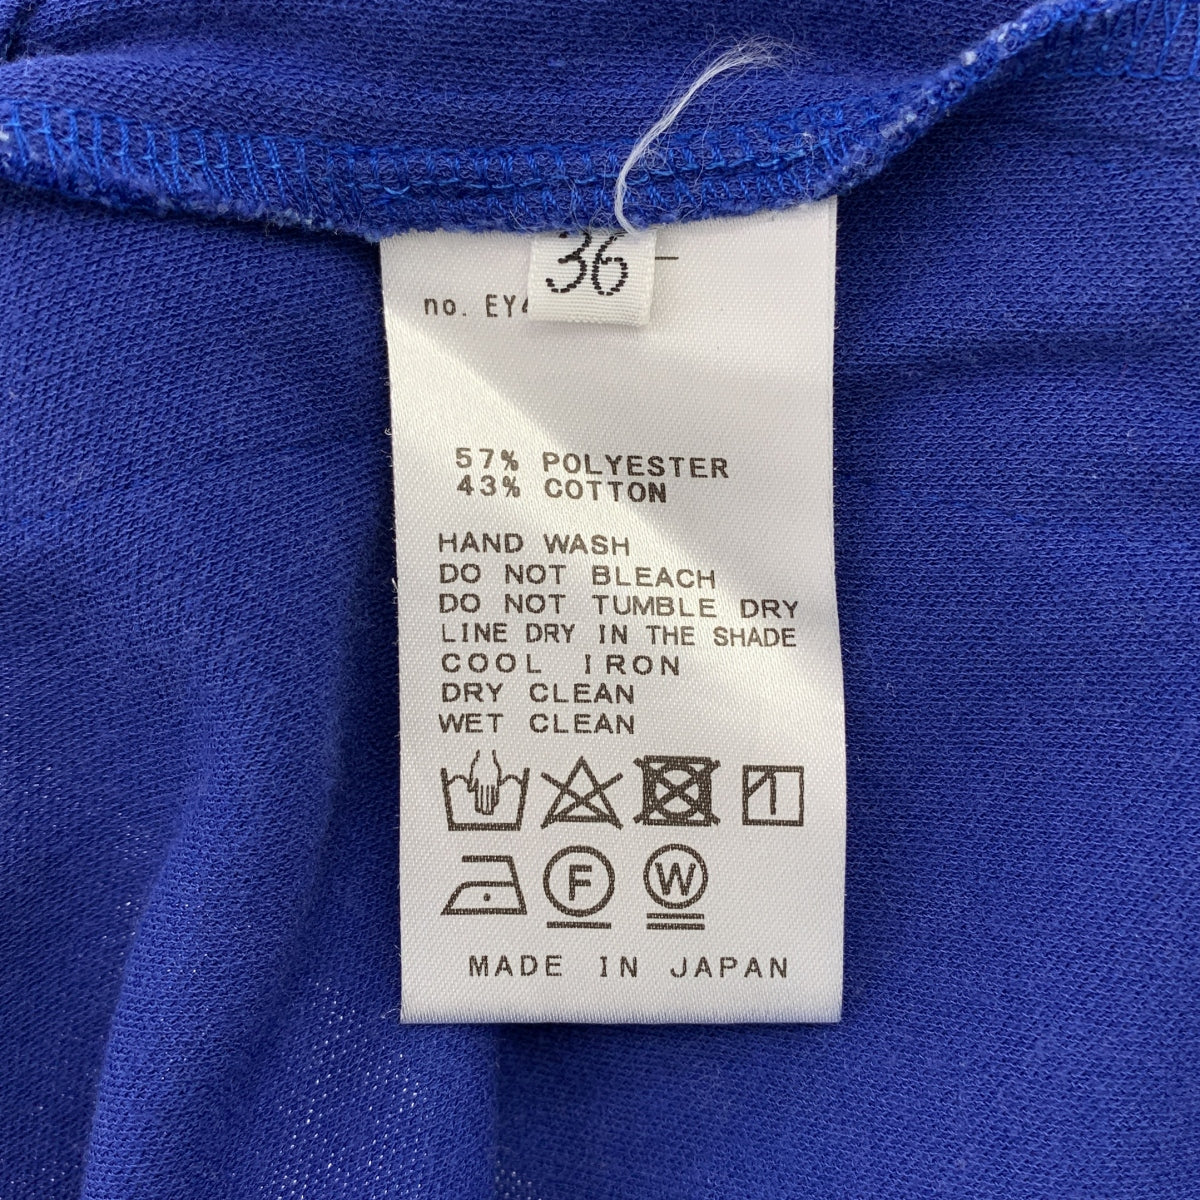 36
no. EY4
57% POLYESTER
43% COTTON
HAND WASH
DO NOT BLEACH
DO NOT TUMBLE DRY
LINE DRY IN THE SHADE
COOL IRON
DRY CLEAN
WET CLEAN
F W
MADE IN JAPAN